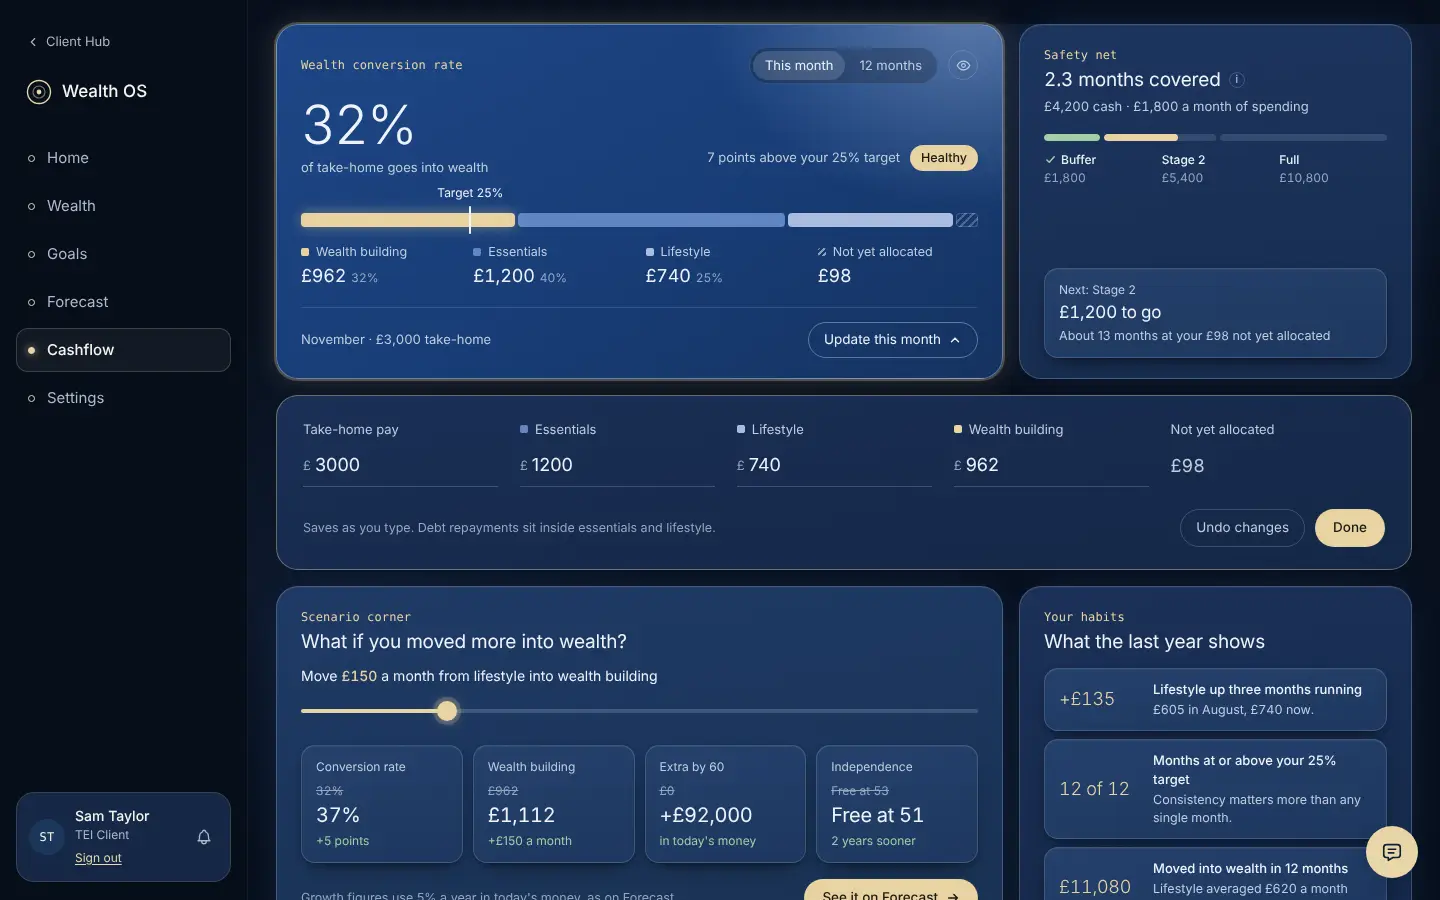 Client Hub
Wealth OS
Home
Wealth
Goals
Forecast
Cashflow
Settings
ST
Sam Taylor
TEI Client
Sign out
Wealth conversion rate
This month
12 months
32%
of take-home goes into wealth
7 points above your 25% target
Healthy
Target 25%
Wealth building
£962 32%
Essentials
£1,200 40%
Lifestyle
£740 25%
Not yet allocated
£98
November · £3,000 take-home
Update this month
Safety net
2.3 months covered
£4,200 cash · £1,800 a month of spending
Buffer
£1,800
Stage 2
£5,400
Full
£10,800
Next: Stage 2
£1,200 to go
About 13 months at your £98 not yet allocated
Take-home pay
£ 3000
Essentials
£ 1200
Lifestyle
£ 740
Wealth building
£ 962
Not yet allocated
£98
Saves as you type. Debt repayments sit inside essentials and lifestyle.
Undo changes
Done
Scenario corner
What if you moved more into wealth?
Move £150 a month from lifestyle into wealth building
Conversion rate
32%
37%
+5 points
Wealth building
£962
£1,112
+£150 a month
Extra by 60
£0
+£92,000
in today's money
Independence
Free at 53
Free at 51
2 years sooner
Growth figures use 5% a year in today's money, as on Forecast
See it on Forecast
Your habits
What the last year shows
+£135
Lifestyle up three months running
£605 in August, £740 now.
12 of 12
Months at or above your 25%
target
Consistency matters more than any
single month.
£11,080
Moved into wealth in 12 months
Lifestyle averaged £620 a month